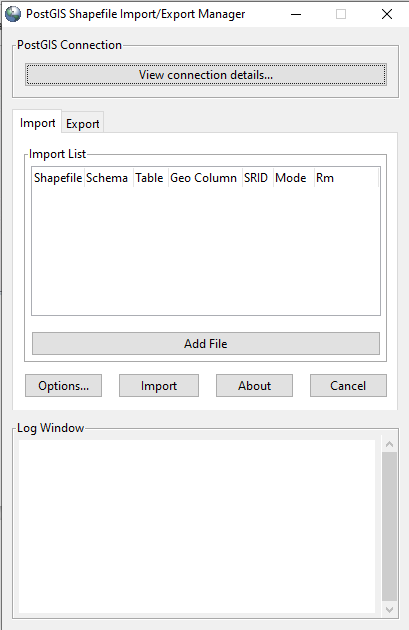 PostGIS Shapefile Import/Export Manager
PostGIS Connection
View connection details...
Import Export
Import List
Shapefile Schema Table Geo Column SRID Mode Rm
Add File
Options... Import About Cancel
Log Window